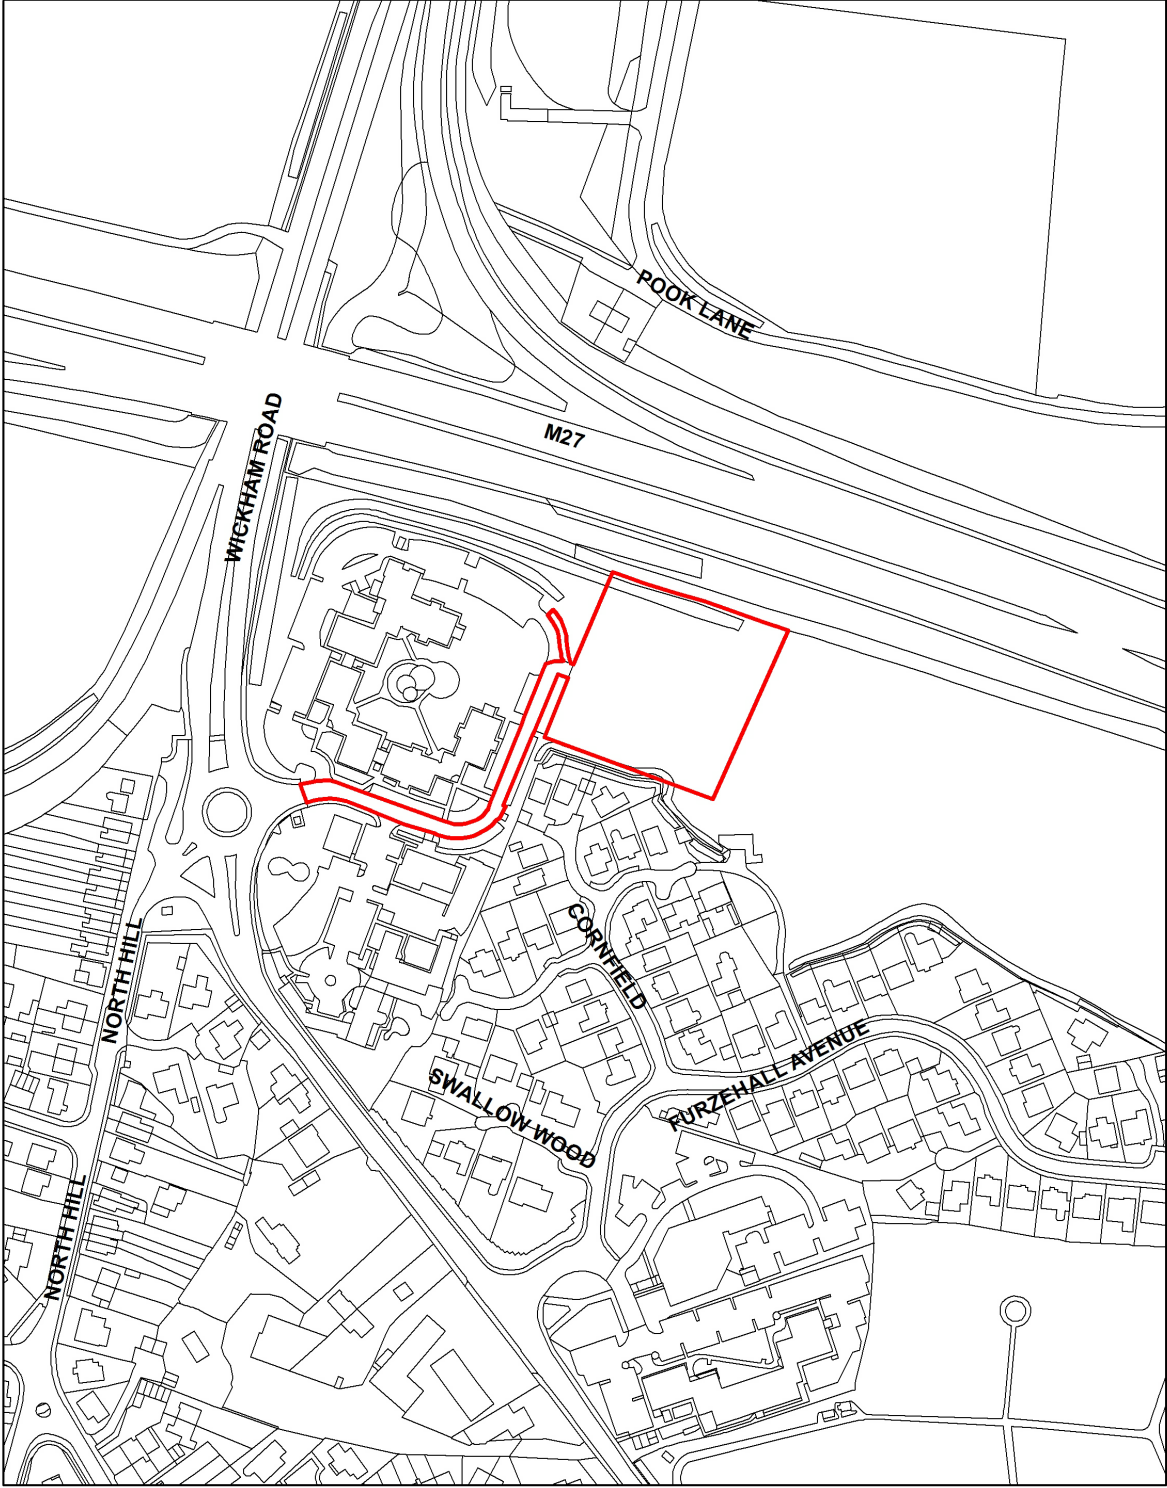 POOK LANE
M27
WICKHAM ROAD
CORNFIELD
NORTH HILL
FURZEHALL AVENUE
SWALLOW WOOD
NORTH HILL